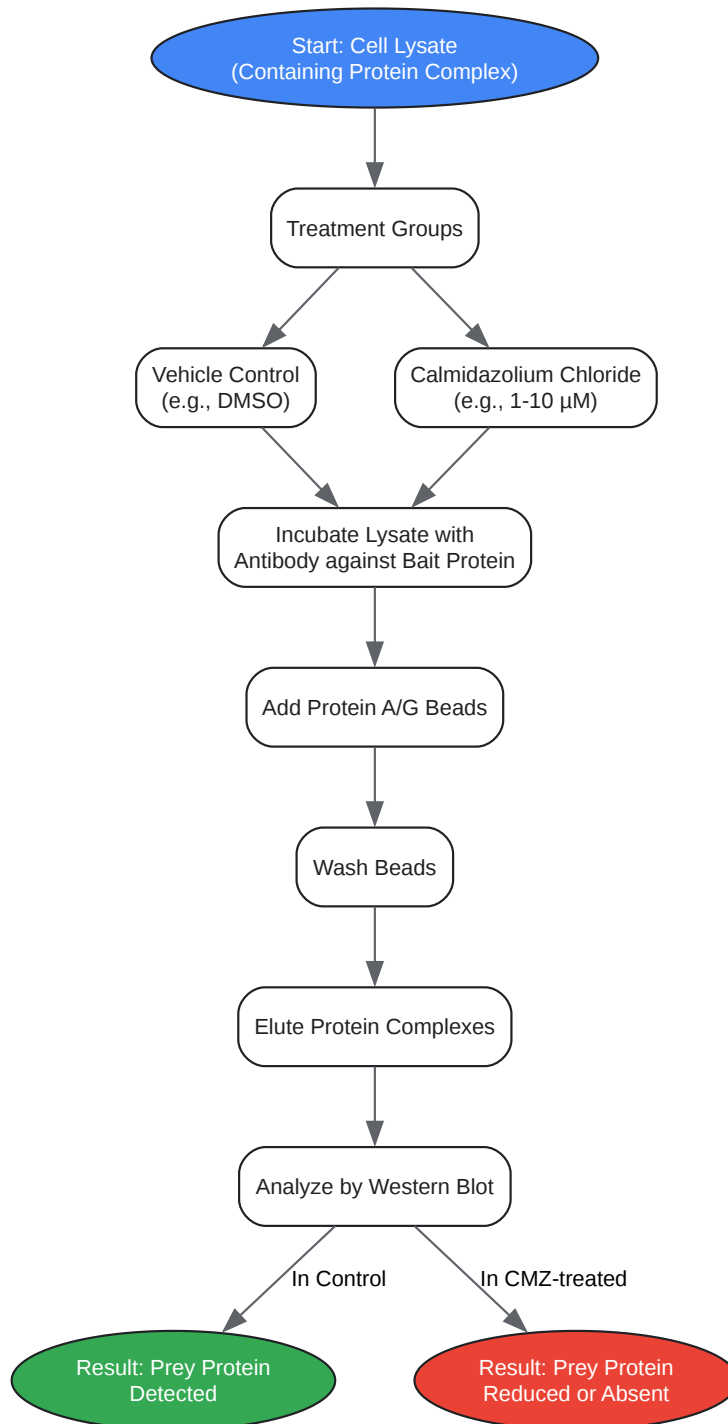 Start: Cell Lysate
(Containing Protein Complex)
Treatment Groups
Vehicle Control
(e.g., DMSO)
Calmidazolium Chloride
(e.g., 1-10 µM)
Incubate Lysate with
Antibody against Bait Protein
Add Protein A/G Beads
Wash Beads
Elute Protein Complexes
Analyze by Western Blot
In Control
In CMZ-treated
Result: Prey Protein
Detected
Result: Prey Protein
Reduced or Absent